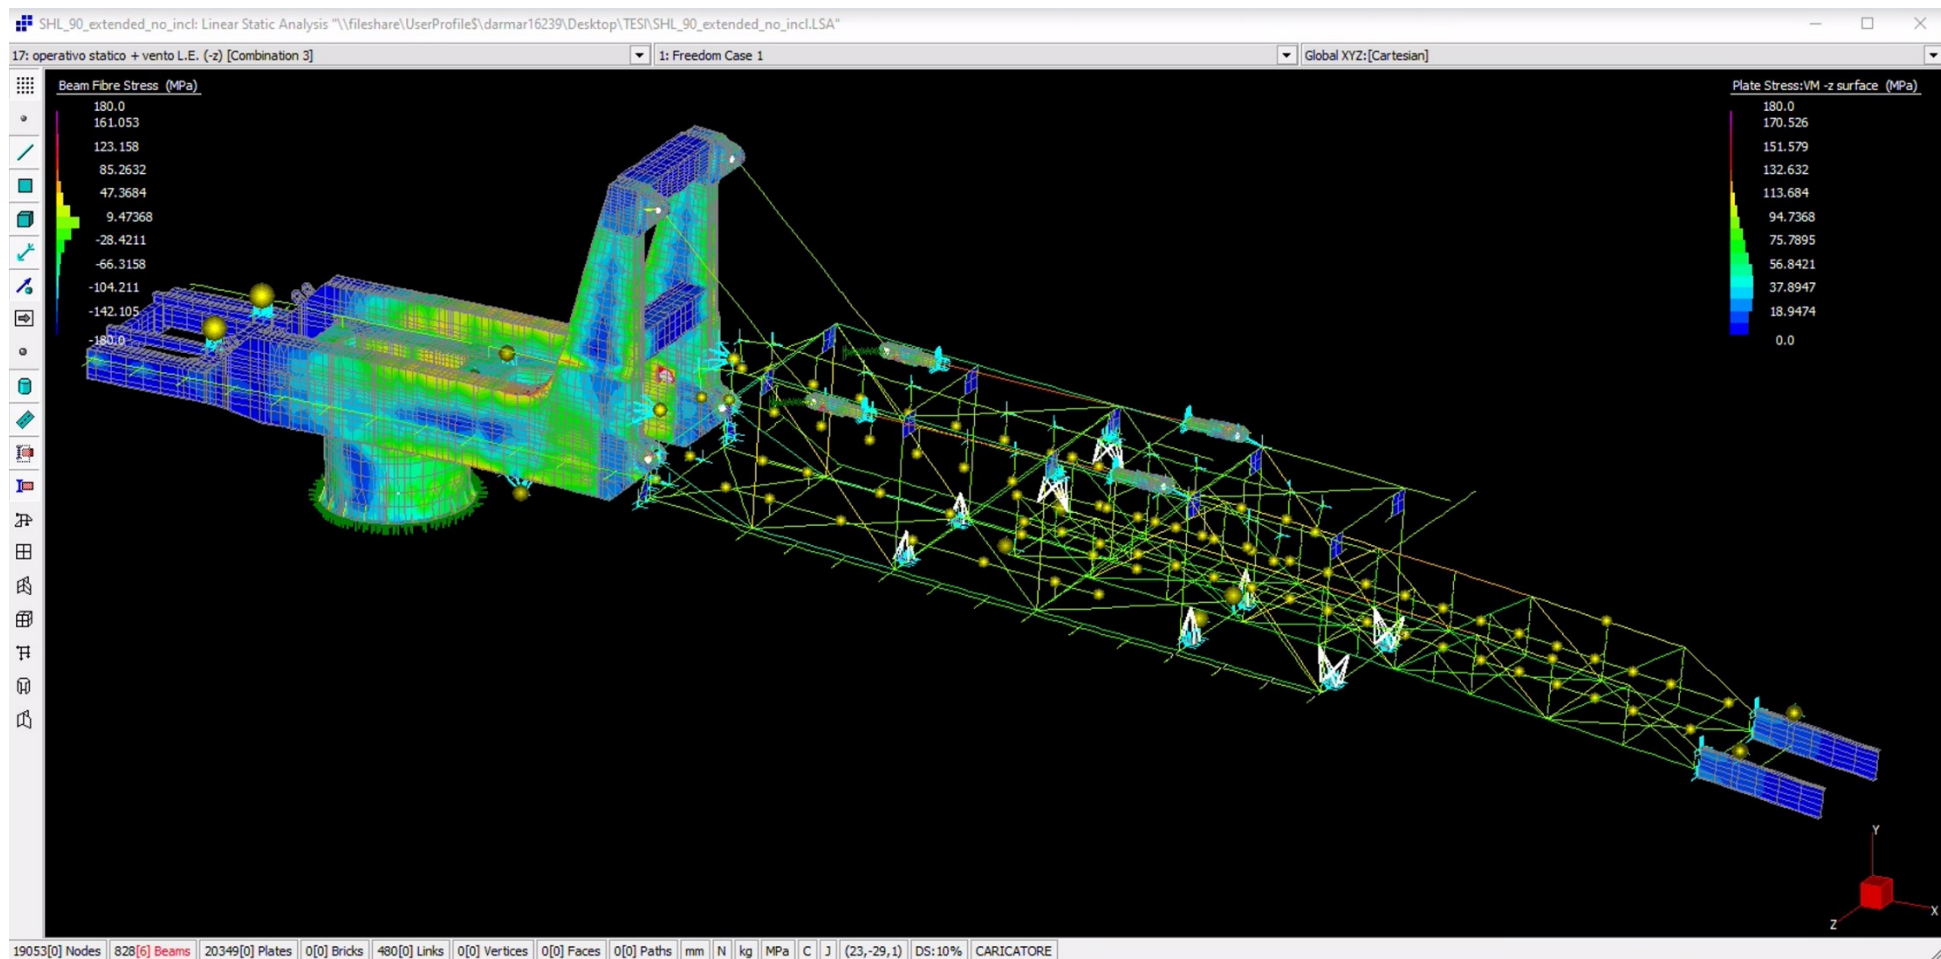 SHL_90_extended_no_incl: Linear Static Analysis "\\fileshare\UserProfile$\darmar16239\Desktop\TESI\SHL_90_extended_no_incl.LSA"
17: operativo statico + vento L.E. (-z) [Combination 3]
1: Freedom Case 1
Global XYZ:[Cartesian]
Beam Fibre Stress (MPa)
180.0
161.053
123.158
85.2632
47.3684
9.47368
-28.4211
-66.3158
-104.211
-142.105
-180.0
Plate Stress:VM -z surface (MPa)
180.0
170.526
151.579
132.632
113.684
94.7368
75.7895
56.8421
37.8947
18.9474
0.0
Y
X
Z
19053[0] Nodes 828[6] Beams 20349[0] Plates 0[0] Bricks 480[0] Links 0[0] Vertices 0[0] Faces 0[0] Paths mm N kg MPa C J (23,-29,1) DS:10% CARICATORE